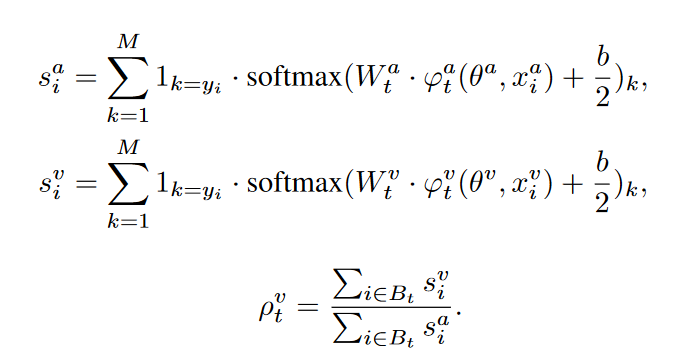 s_i^a = \sum_{k=1}^{M} 1_{k=y_i} \cdot \text{softmax}(W_t^a \cdot \varphi_t^a(\theta^a, x_i^a) + \frac{b}{2})_k,
s_i^v = \sum_{k=1}^{M} 1_{k=y_i} \cdot \text{softmax}(W_t^v \cdot \varphi_t^v(\theta^v, x_i^v) + \frac{b}{2})_k,
\rho_t^v = \frac{\sum_{i \in B_t} s_i^v}{\sum_{i \in B_t} s_i^a}.